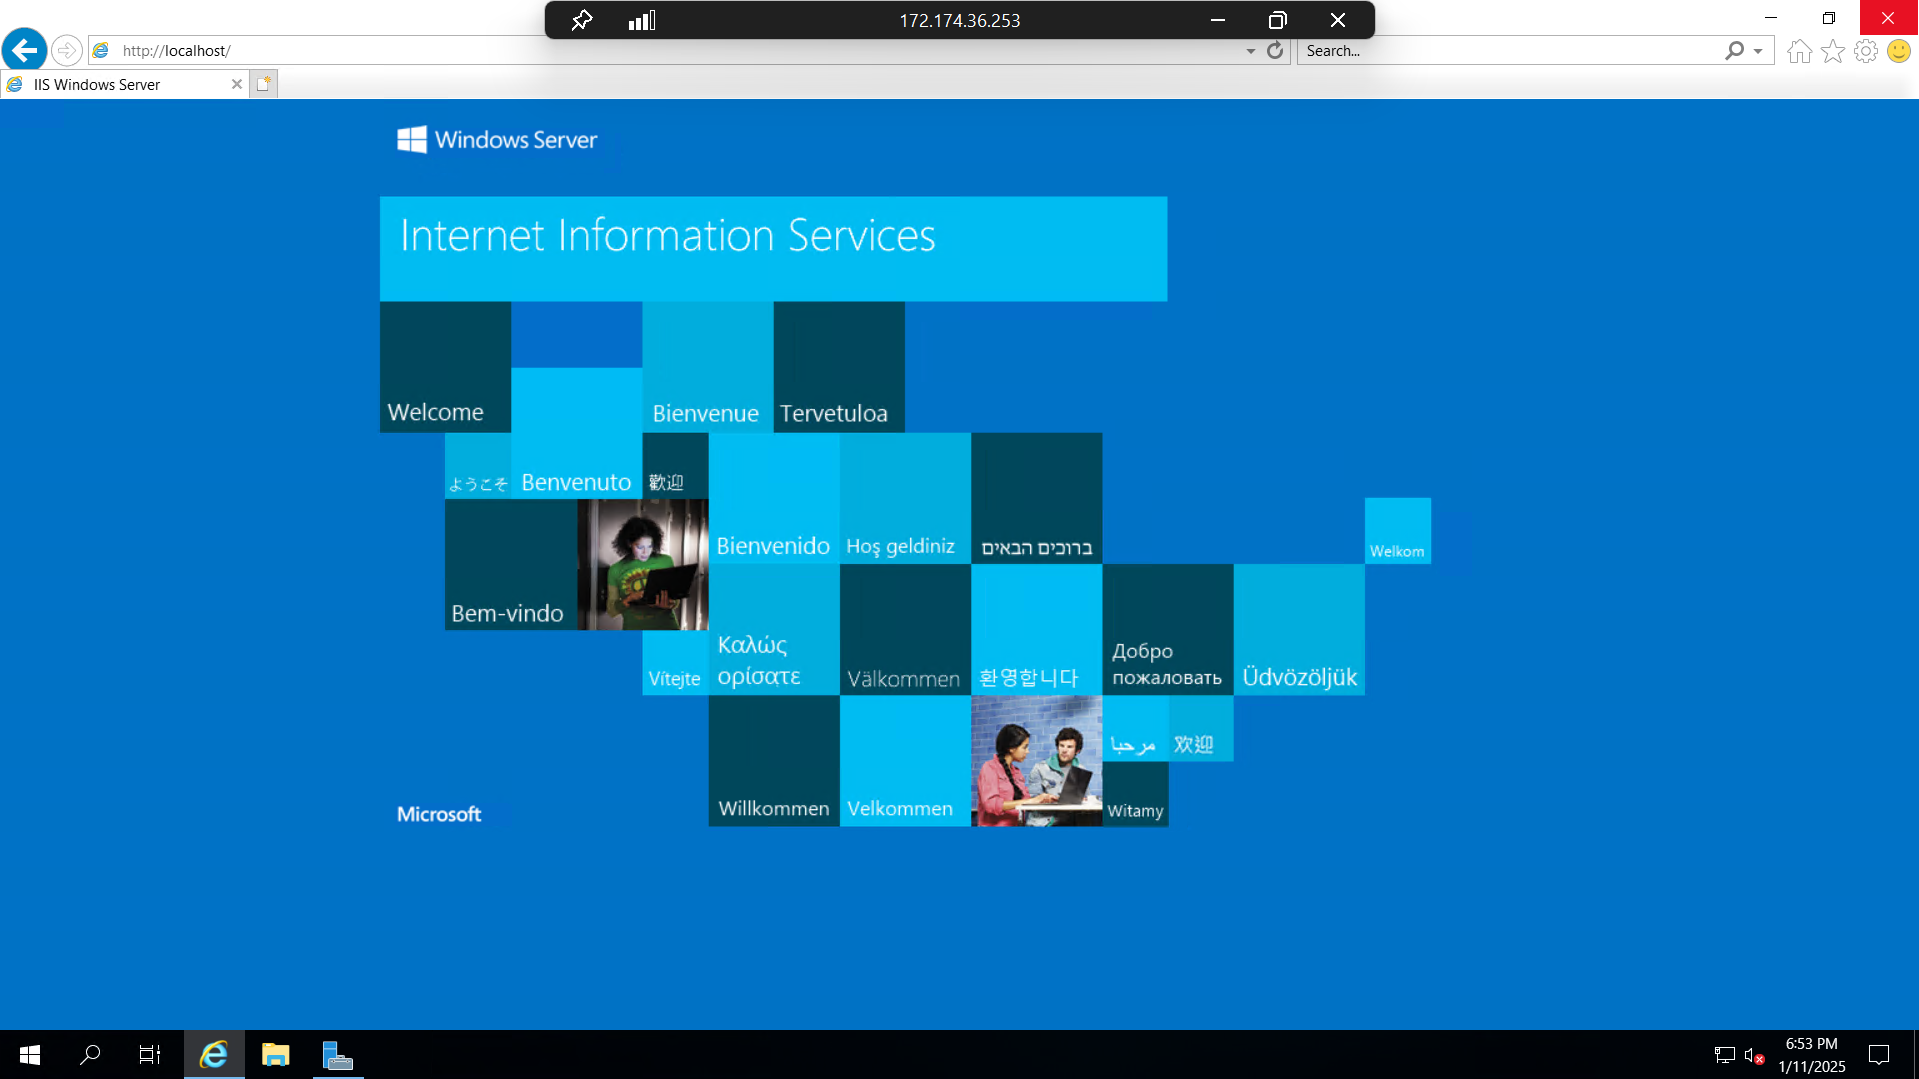 172.174.36.253
http://localhost/
Search...
IIS Windows Server
Windows Server
Internet Information Services
Welcome
Bienvenue
Tervetuloa
ようこそ
Benvenuto
歡迎
Bienvenido
Hoş geldiniz
ברוכים הבאים
Welkom
Bem-vindo
Καλώς
ορίσατε
Vítejte
Välkommen
환영합니다
Добро
пожаловать
Üdvözöljük
مرحبا
欢迎
Microsoft
Willkommen
Velkommen
Witamy
6:53 PM
1/11/2025